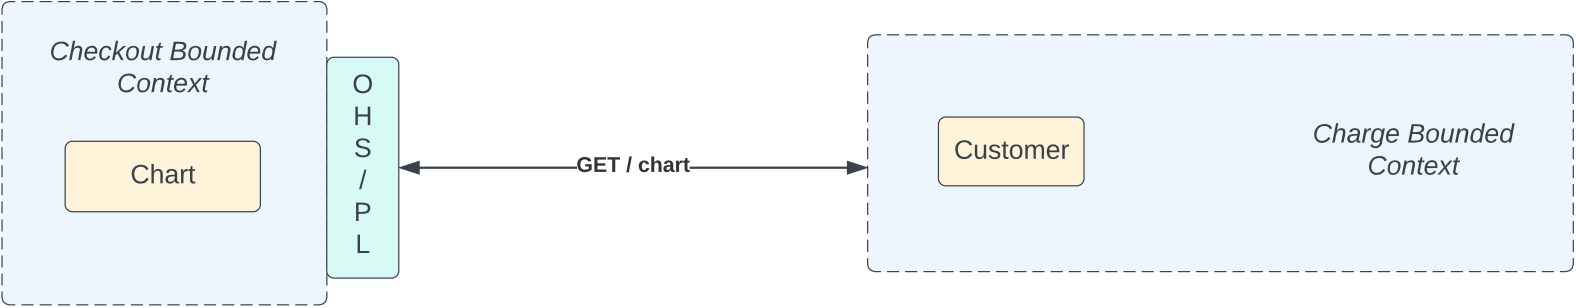 Checkout Bounded
Context
Chart
O
H
S
/
P
L
GET / chart
Customer
Charge Bounded
Context